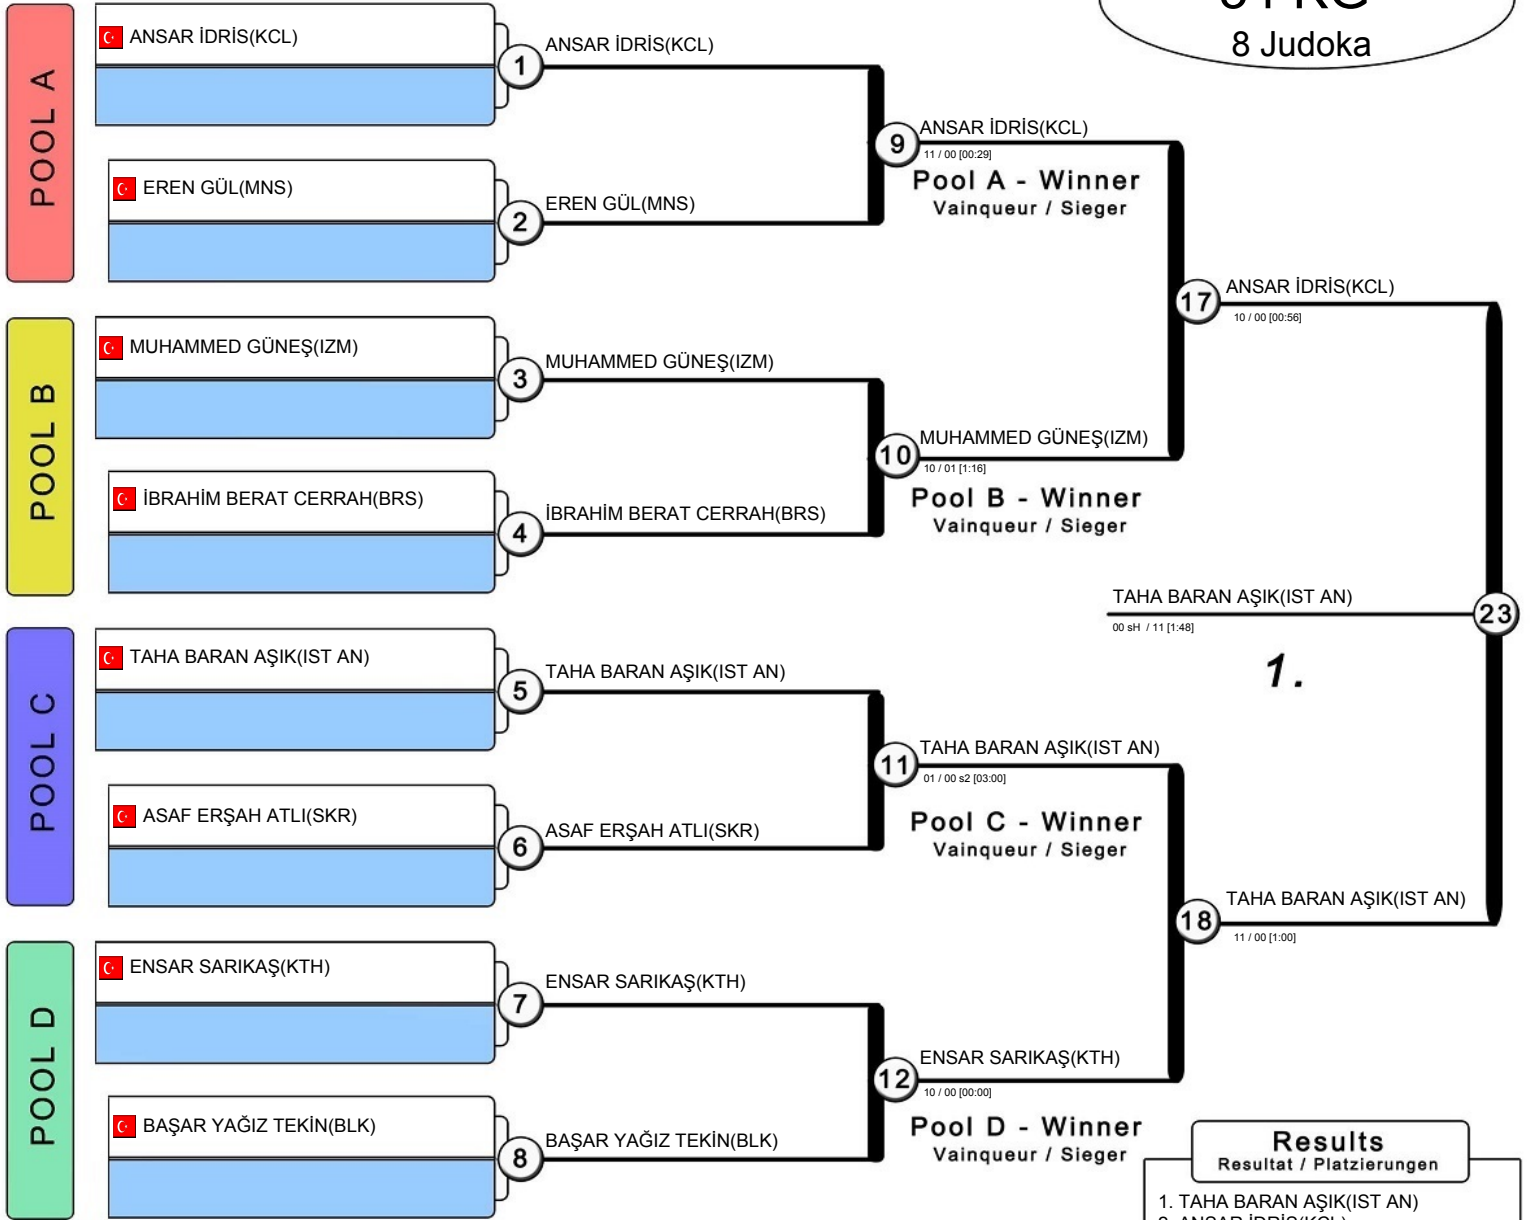 8 Judoka
POOL A
ANSAR İDRİS(KCL)
1
ANSAR İDRİS(KCL)
EREN GÜL(MNS)
2
EREN GÜL(MNS)
9
ANSAR İDRİS(KCL)
11 / 00 [00:29]
Pool A - Winner
Vainqueur / Sieger
POOL B
MUHAMMED GÜNEŞ(IZM)
3
MUHAMMED GÜNEŞ(IZM)
İBRAHİM BERAT CERRAH(BRS)
4
İBRAHİM BERAT CERRAH(BRS)
10
MUHAMMED GÜNEŞ(IZM)
10 / 01 [1:16]
Pool B - Winner
Vainqueur / Sieger
17
ANSAR İDRİS(KCL)
10 / 00 [00:56]
POOL C
TAHA BARAN AŞIK(IST AN)
5
TAHA BARAN AŞIK(IST AN)
ASAF ERŞAH ATLI(SKR)
6
ASAF ERŞAH ATLI(SKR)
11
TAHA BARAN AŞIK(IST AN)
01 / 00 s2 [03:00]
Pool C - Winner
Vainqueur / Sieger
POOL D
ENSAR SARIKAŞ(KTH)
7
ENSAR SARIKAŞ(KTH)
BAŞAR YAĞIZ TEKİN(BLK)
8
BAŞAR YAĞIZ TEKİN(BLK)
12
ENSAR SARIKAŞ(KTH)
10 / 00 [00:00]
Pool D - Winner
Vainqueur / Sieger
18
TAHA BARAN AŞIK(IST AN)
11 / 00 [1:00]
TAHA BARAN AŞIK(IST AN)
23
00 sH / 11 [1:48]
1.
Results
Resultat / Platzierungen
1. TAHA BARAN AŞIK(IST AN)
2. ANSAR İDRİS(KCL)